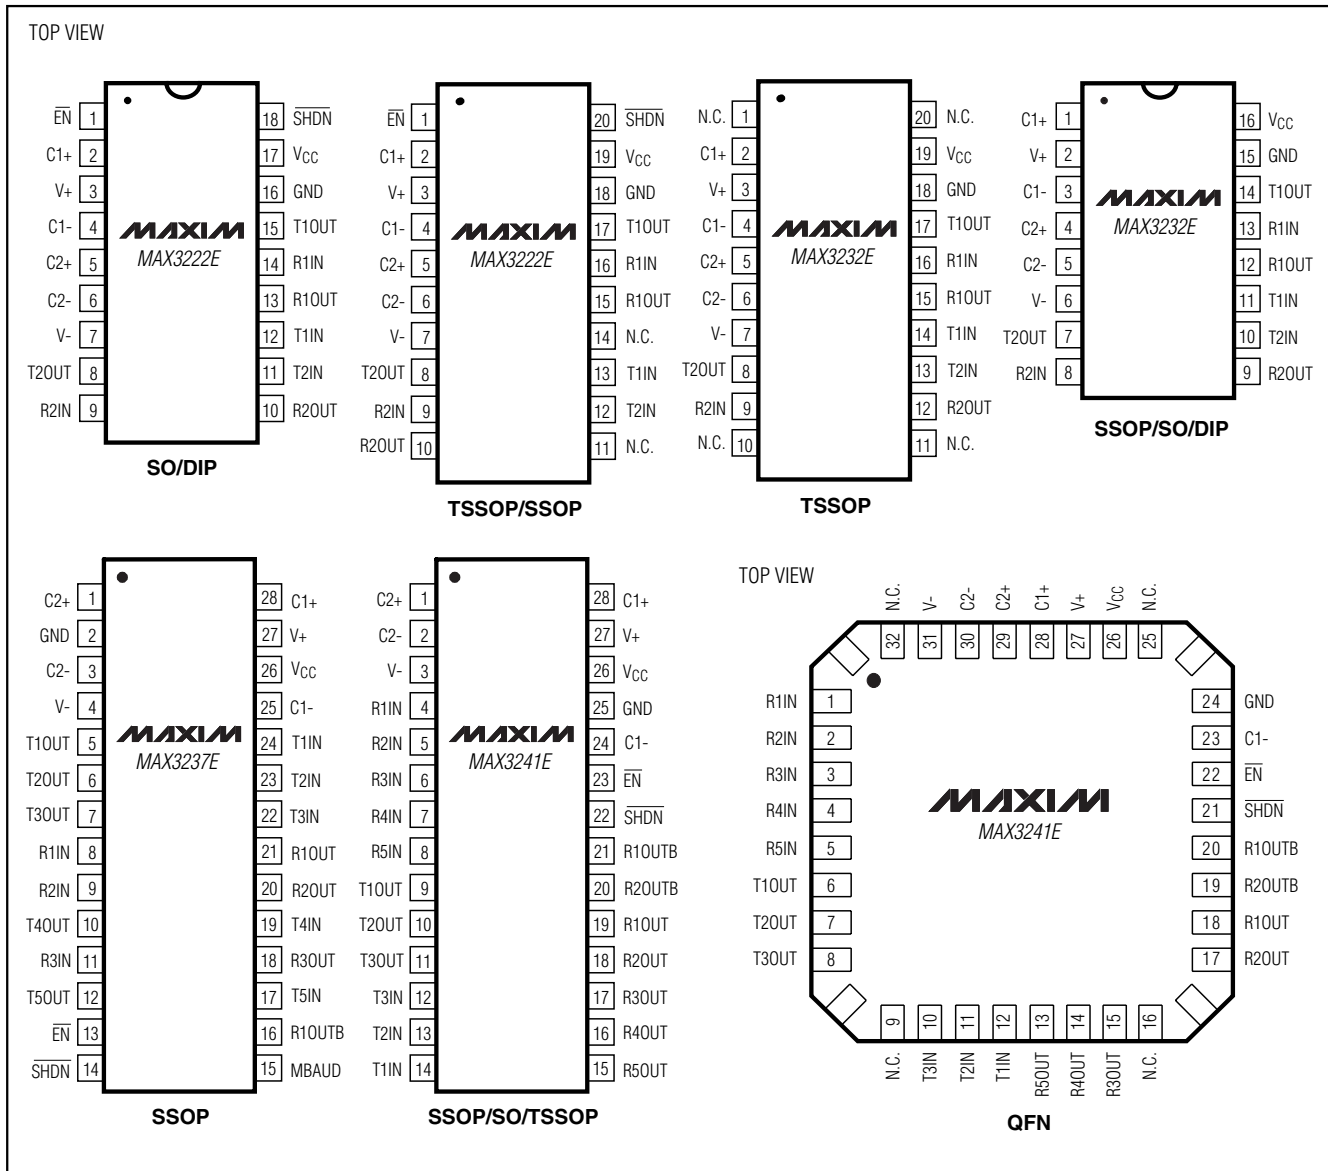 TOP VIEW
EN 1 18 SHDN
C1+ 2 17 VCC
V+ 3 16 GND
C1- 4 15 T1OUT
C2+ 5 14 R1IN
C2- 6 13 R1OUT
V- 7 12 T1IN
T2OUT 8 11 T2IN
R2IN 9 10 R2OUT
MAXIM
MAX3222E
SO/DIP
EN 1 20 SHDN
C1+ 2 19 VCC
V+ 3 18 GND
C1- 4 17 T1OUT
C2+ 5 16 R1IN
C2- 6 15 R1OUT
V- 7 14 N.C.
T2OUT 8 13 T1IN
R2IN 9 12 T2IN
R2OUT 10 11 N.C.
MAXIM
MAX3222E
TSSOP/SSOP
N.C. 1 20 N.C.
C1+ 2 19 VCC
V+ 3 18 GND
C1- 4 17 T1OUT
C2+ 5 16 R1IN
C2- 6 15 R1OUT
V- 7 14 T1IN
T2OUT 8 13 T2IN
R2IN 9 12 R2OUT
N.C. 10 11 N.C.
MAXIM
MAX3232E
TSSOP
C1+ 1 16 VCC
V+ 2 15 GND
C1- 3 14 T1OUT
C2+ 4 13 R1IN
C2- 5 12 R1OUT
V- 6 11 T1IN
T2OUT 7 10 T2IN
R2IN 8 9 R2OUT
MAXIM
MAX3232E
SSOP/SO/DIP
C2+ 1 28 C1+
GND 2 27 V+
C2- 3 26 VCC
V- 4 25 C1-
T1OUT 5 24 T1IN
T2OUT 6 23 T2IN
T3OUT 7 22 T3IN
R1IN 8 21 R1OUT
R2IN 9 20 R2OUT
T4OUT 10 19 T4IN
R3IN 11 18 R3OUT
T5OUT 12 17 T5IN
EN 13 16 R1OUTB
SHDN 14 15 MBAUD
MAXIM
MAX3237E
SSOP
C2+ 1 28 C1+
C2- 2 27 V+
V- 3 26 VCC
R1IN 4 25 GND
R2IN 5 24 C1-
R3IN 6 23 EN
R4IN 7 22 SHDN
R5IN 8 21 R1OUTB
T1OUT 9 20 R2OUTB
T2OUT 10 19 R1OUT
T3OUT 11 18 R2OUT
T3IN 12 17 R3OUT
T2IN 13 16 R4OUT
T1IN 14 15 R5OUT
MAXIM
MAX3241E
SSOP/SO/TSSOP
TOP VIEW
N.C. V- C2- C2+ C1+ V+ VCC N.C.
32 31 30 29 28 27 26 25
R1IN 1 24 GND
R2IN 2 23 C1-
R3IN 3 22 EN
R4IN 4 21 SHDN
R5IN 5 20 R1OUTB
T1OUT 6 19 R2OUTB
T2OUT 7 18 R1OUT
T3OUT 8 17 R2OUT
MAXIM
MAX3241E
9 10 11 12 13 14 15 16
N.C. T3IN T2IN T1IN R5OUT R4OUT R3OUT N.C.
QFN